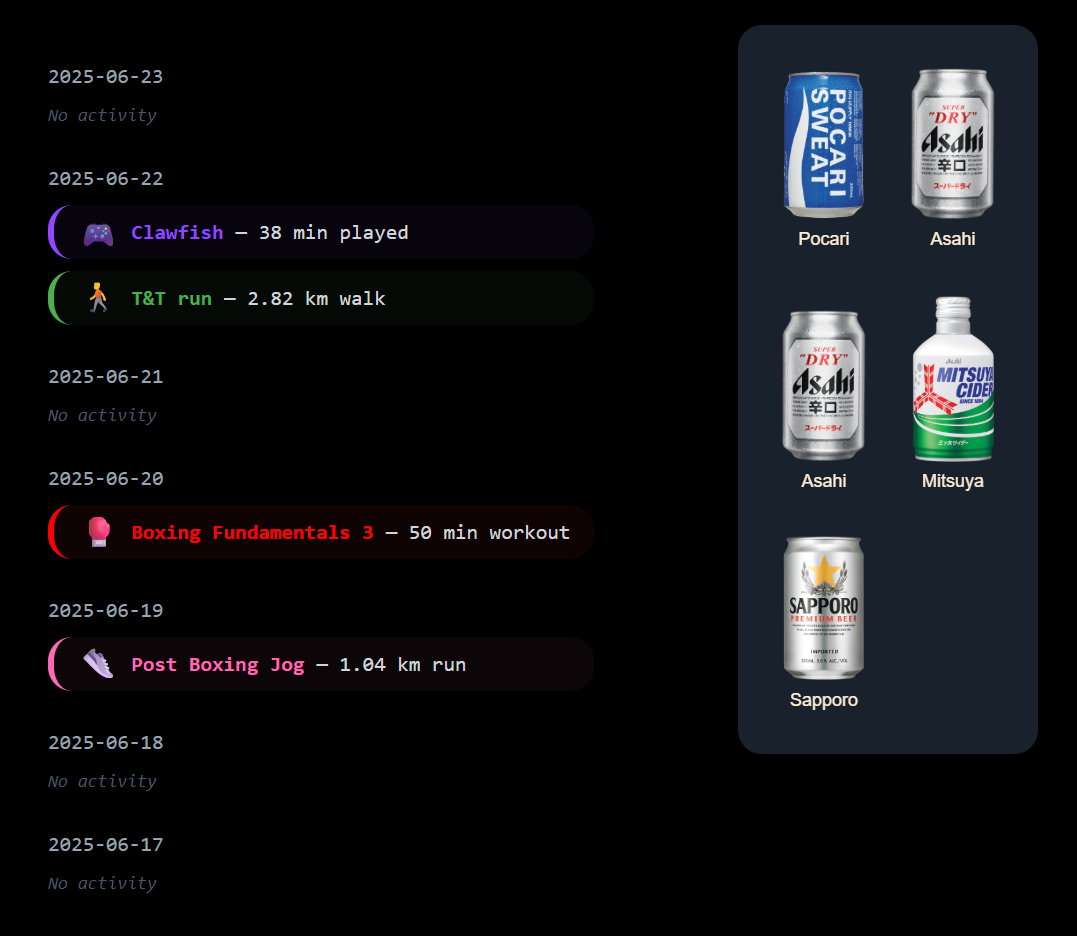 2025-06-23
No activity
2025-06-22
Clawfish — 38 min played
T&T run — 2.82 km walk
2025-06-21
No activity
2025-06-20
Boxing Fundamentals 3 — 50 min workout
2025-06-19
Post Boxing Jog — 1.04 km run
2025-06-18
No activity
2025-06-17
No activity
POCARI
SWEAT
Pocari
SUPER
"DRY"
Asahi
辛口
スーパードライ
Asahi
SUPER
"DRY"
Asahi
辛口
スーパードライ
Asahi
Asahi
MITSUYA
CIDER
SINCE 1884
三ツ矢サイダー
Mitsuya
SAPPORO
PREMIUM BEER
IMPORTED
Sapporo